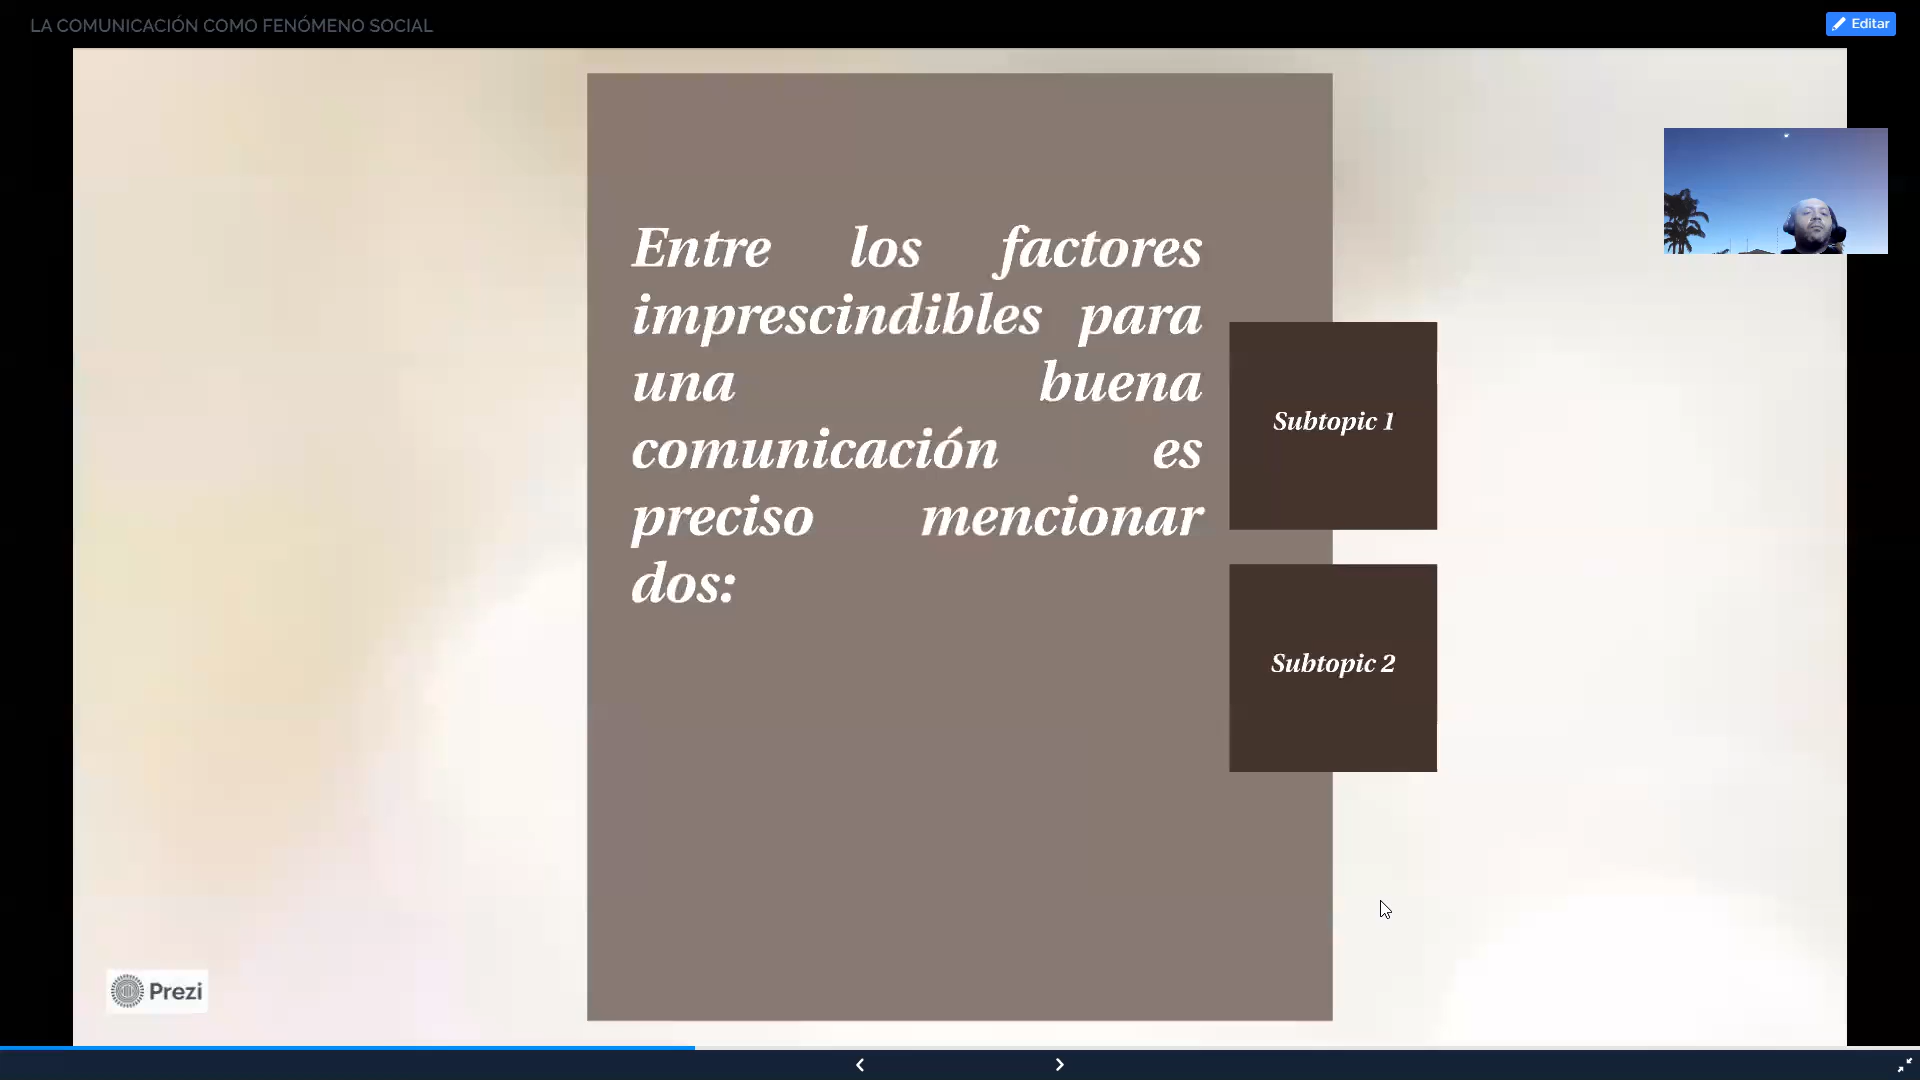 LA COMUNICACIÓN COMO FENÓMENO SOCIAL
Editar
Entre los factores
imprescindibles para
una buena
comunicación es
preciso mencionar
dos:
Subtopic 1
Subtopic 2
Prezi